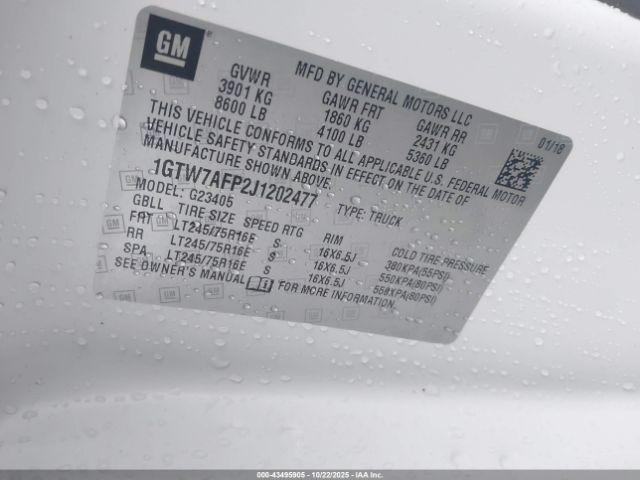 GM
MFD BY GENERAL MOTORS LLC
GVWR GAWR FRT GAWR RR
3901 KG 1860 KG 2431 KG
8600 LB 4100 LB 5360 LB
01/18
THIS VEHICLE CONFORMS TO ALL APPLICABLE U.S. FEDERAL MOTOR
VEHICLE SAFETY STANDARDS IN EFFECT ON THE DATE OF
MANUFACTURE SHOWN ABOVE.
1GTW7AFP2J1202477 TYPE: TRUCK
MODEL: G23405
GBLL TIRE SIZE SPEED RTG RIM COLD TIRE PRESSURE
FRT LT245/75R16E S 16X6.5J 380KPA(55PSI)
RR LT245/75R16E S 16X6.5J 550KPA(80PSI)
SPA LT245/75R16E S 16X6.5J 550KPA(80PSI)
SEE OWNER'S MANUAL FOR MORE INFORMATION.
000-43495905 - 10/22/2025 - IAA Inc.